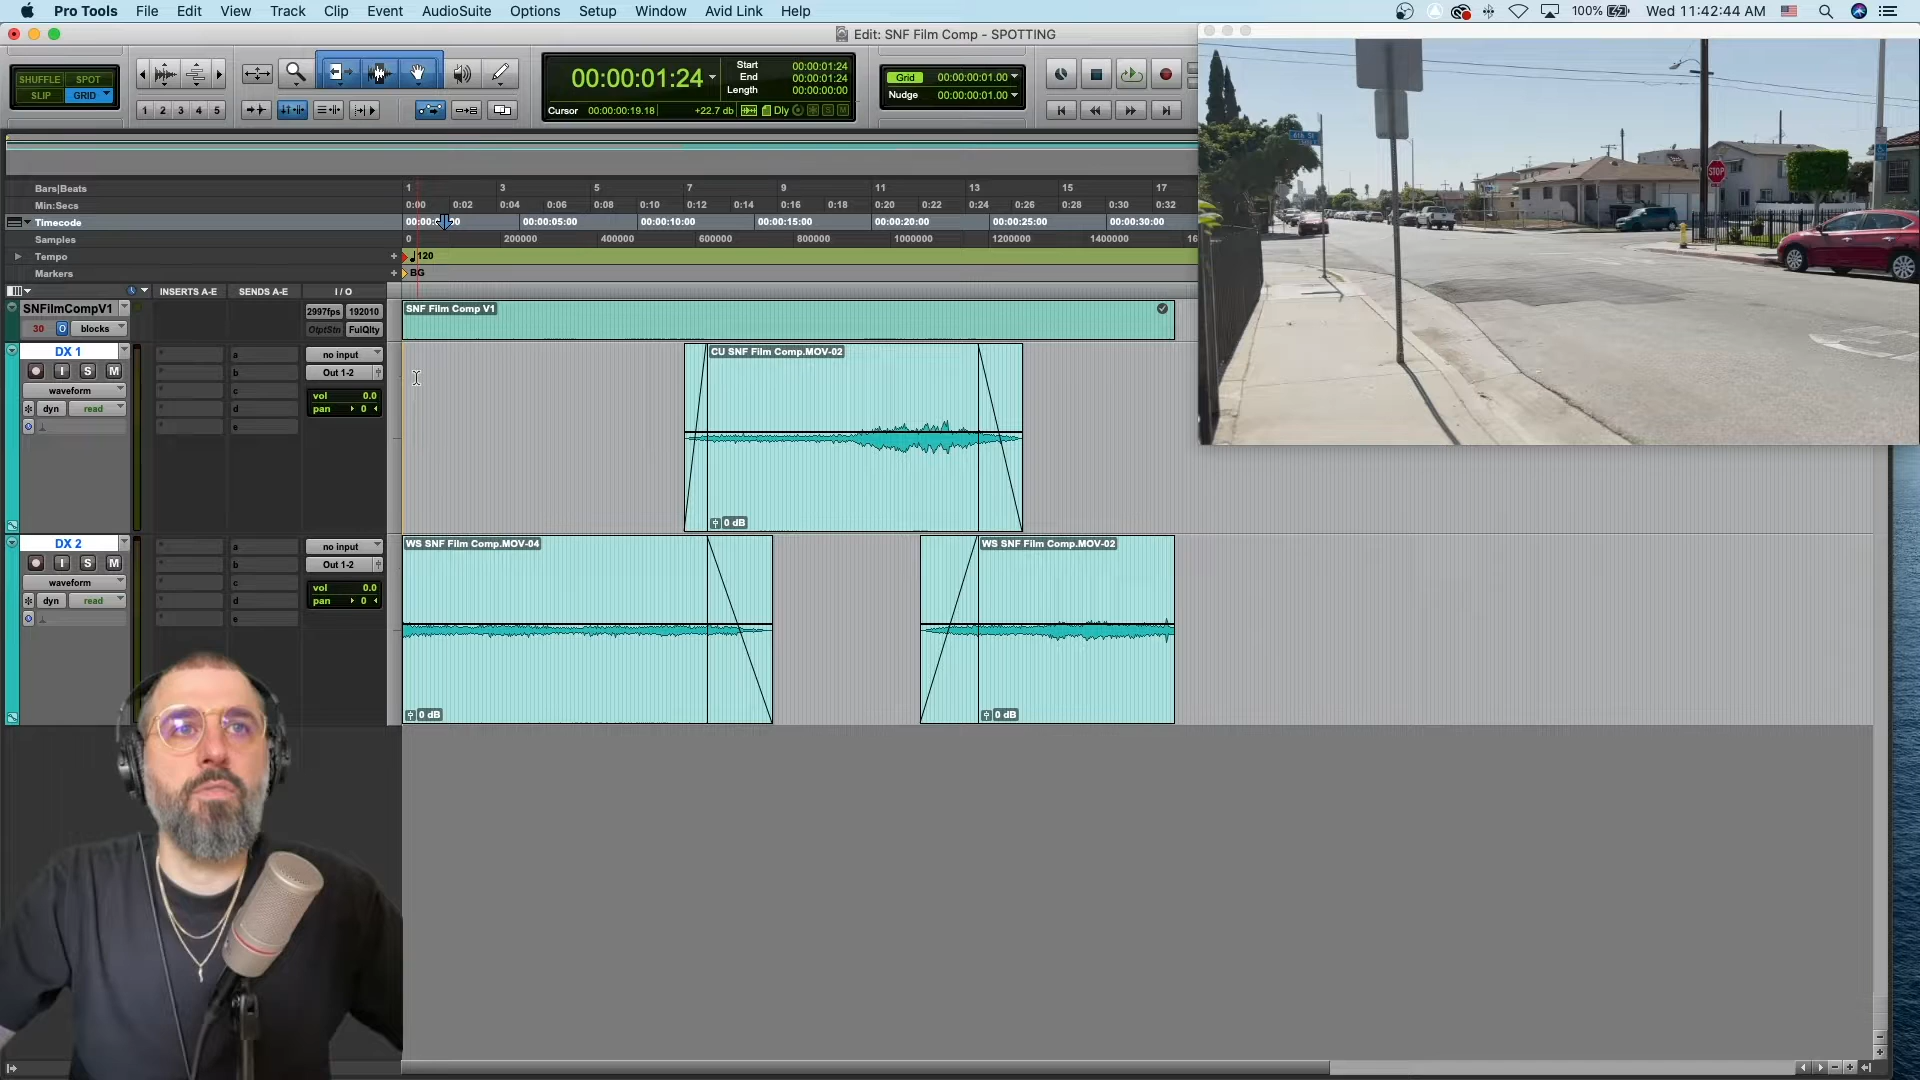 Pro Tools File Edit View Track Clip Event AudioSuite Options Setup Window Avid Link Help
100% Wed 11:42:44 AM
Edit: SNF Film Comp - SPOTTING
SHUFFLE SPOT
SLIP GRID
1 2 3 4 5
00:00:01:24
Start 00:00:01:24
End 00:00:01:24
Length 00:00:00:00
Cursor 00:00:00:19.18 +22.7 db Dly
Grid 00:00:00:01.00
Nudge 00:00:00:01.00
Bars|Beats 1 3 5 7 9 11 13 15 17
Min:Secs 0:00 0:02 0:04 0:06 0:08 0:10 0:12 0:14 0:16 0:18 0:20 0:22 0:24 0:26 0:28 0:30 0:32
Timecode 00:00:05:00 00:00:10:00 00:00:15:00 00:00:20:00 00:00:25:00 00:00:30:00
Samples 0 200000 400000 600000 800000 1000000 1200000 1400000 16
Tempo 120
Markers BG
INSERTS A-E SENDS A-E I / O
SNFilmCompV1 2997fps 192010
30 O blocks OtptStn FulQlty
SNF Film Comp V1
DX 1 a no input
I S M b Out 1-2
waveform c vol 0.0
dyn read d pan 0
e
CU SNF Film Comp.MOV-02
0 dB
DX 2 a no input
I S M b Out 1-2
waveform c vol 0.0
dyn read d pan 0
e
WS SNF Film Comp.MOV-04
0 dB
WS SNF Film Comp.MOV-02
0 dB
6th St
STOP